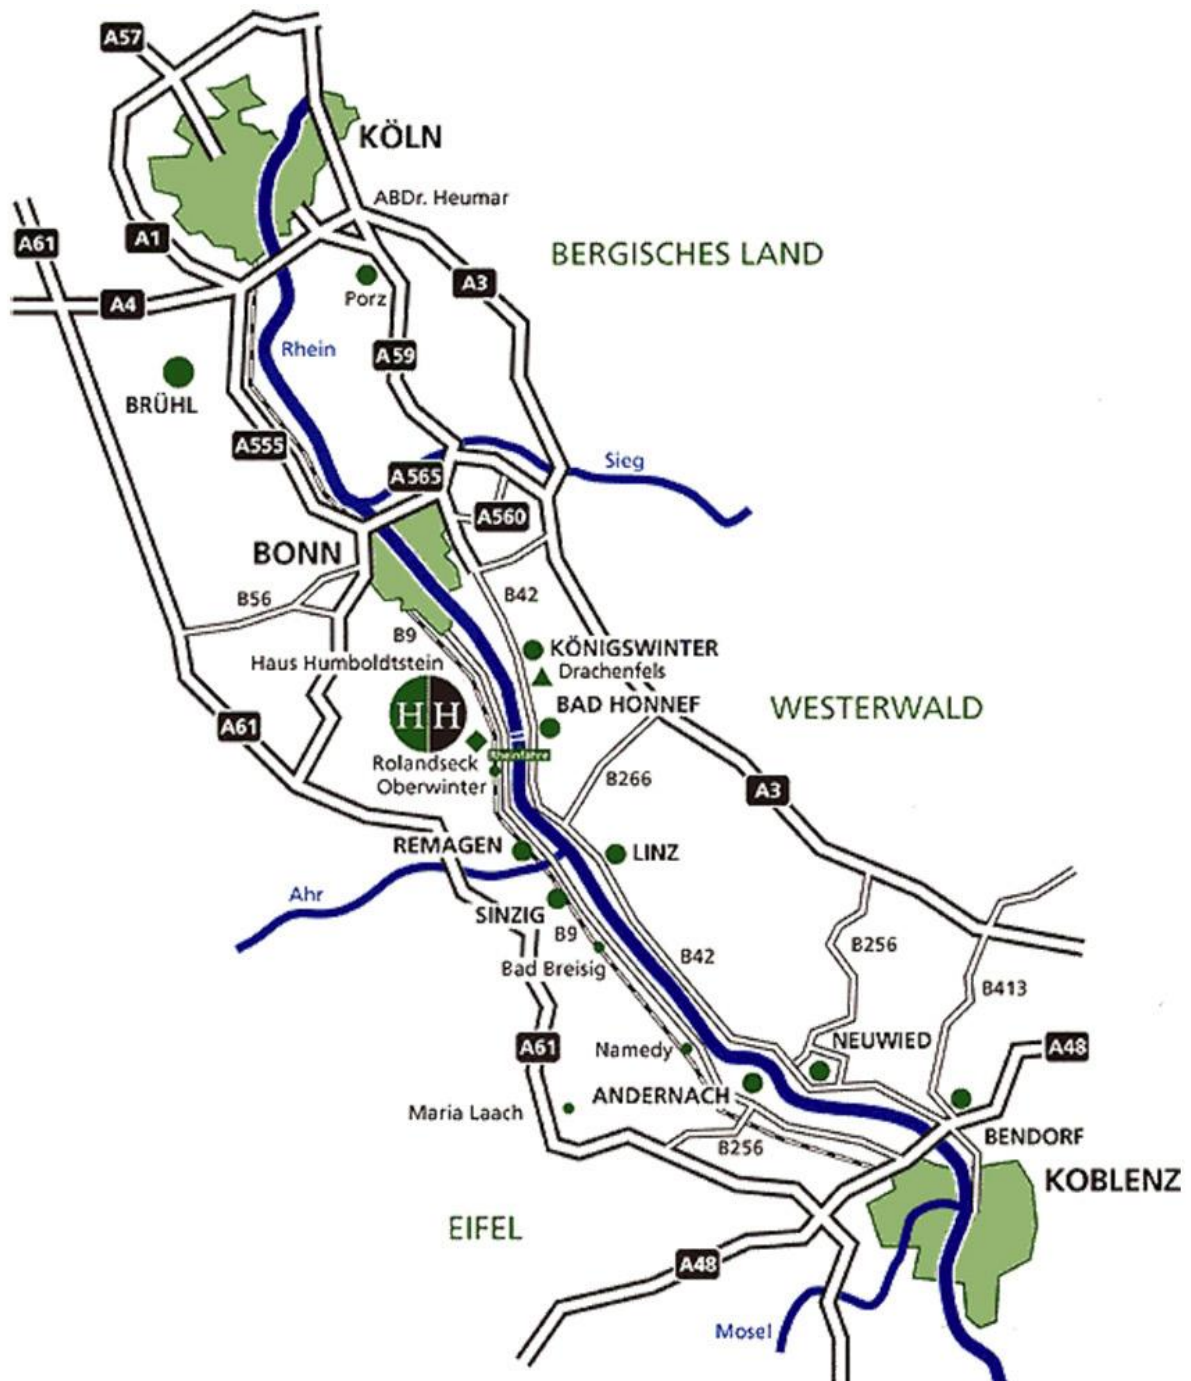 A57
KÖLN
ABDr. Heumar
A61
A1
BERGISCHES LAND
A3
A4
Porz
Rhein
A59
BRÜHL
A555
Sieg
A565
A560
BONN
B56
B42
B9
KÖNIGSWINTER
Haus Humboldtstein
Drachenfels
BAD HONNEF
HH
WESTERWALD
A61
Rheinfähre
Rolandseck
Oberwinter
B266
A3
REMAGEN
LINZ
Ahr
SINZIG
B9
B256
B42
Bad Breisig
B413
A61
Namedy
NEUWIED
A48
ANDERNACH
Maria Laach
BENDORF
B256
KOBLENZ
EIFEL
A48
Mosel